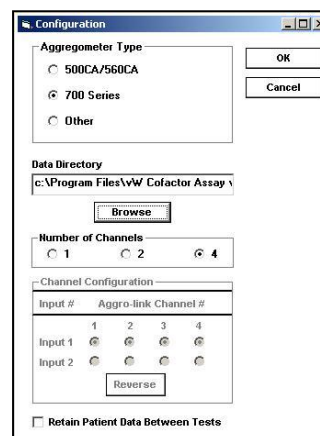 Configuration
Aggregometer Type
500CA/560CA
700 Series
Other
OK
Cancel
Data Directory
c:\Program Files\vW Cofactor Assay
Browse
Number of Channels
1 2 4
Channel Configuration
Input # Aggro-link Channel #
1 2 3 4
Input 1
Input 2
Reverse
Retain Patient Data Between Tests